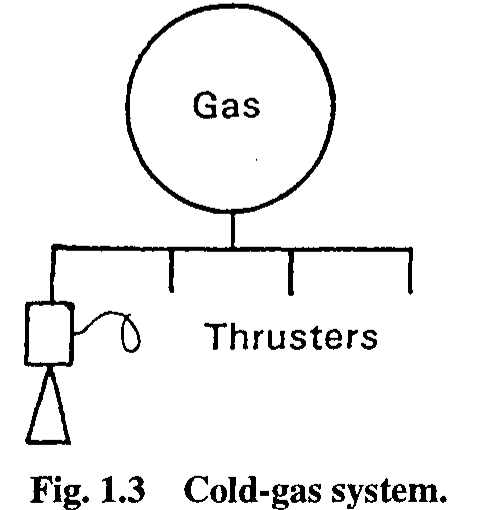 Gas
Thrusters
Fig. 1.3 Cold-gas system.